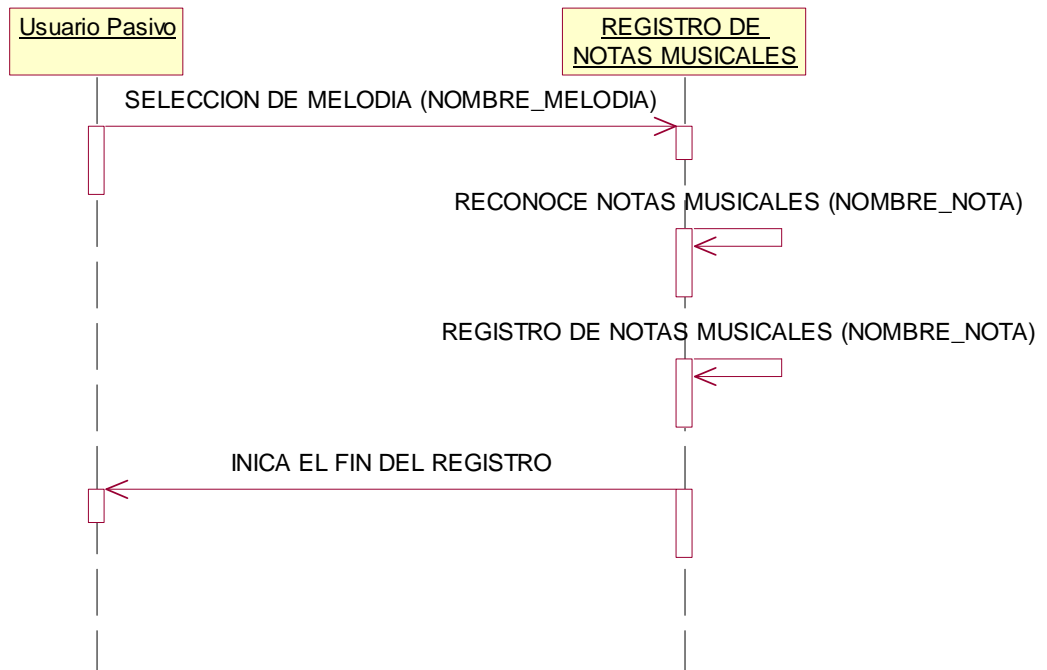 Usuario Pasivo
REGISTRO DE
NOTAS MUSICALES
SELECCION DE MELODIA (NOMBRE_MELODIA)
RECONOCE NOTAS MUSICALES (NOMBRE_NOTA)
REGISTRO DE NOTAS MUSICALES (NOMBRE_NOTA)
INICA EL FIN DEL REGISTRO